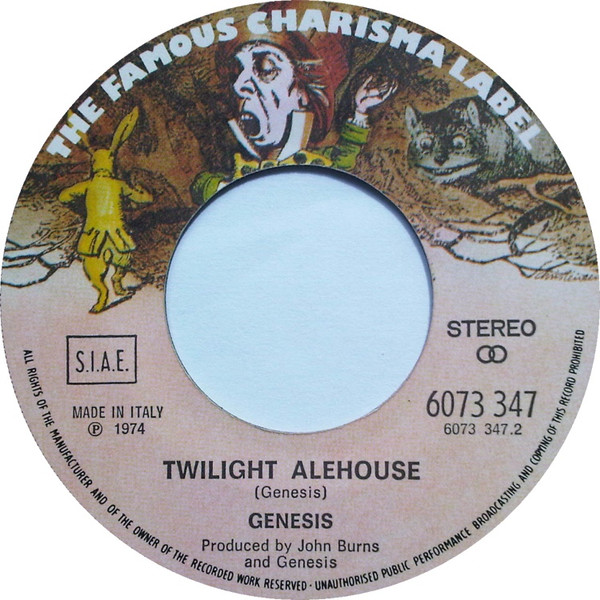 THE FAMOUS CHARISMA LABEL
STEREO
S.I.A.E.
6073 347
MADE IN ITALY
6073 347.2
Ⓟ 1974
TWILIGHT ALEHOUSE
(Genesis)
GENESIS
Produced by John Burns
and Genesis
ALL RIGHTS OF THE MANUFACTURER AND OF THE OWNER OF THE RECORDED WORK RESERVED · UNAUTHORISED PUBLIC PERFORMANCE BROADCASTING AND COPYING OF THIS RECORD PROHIBITED